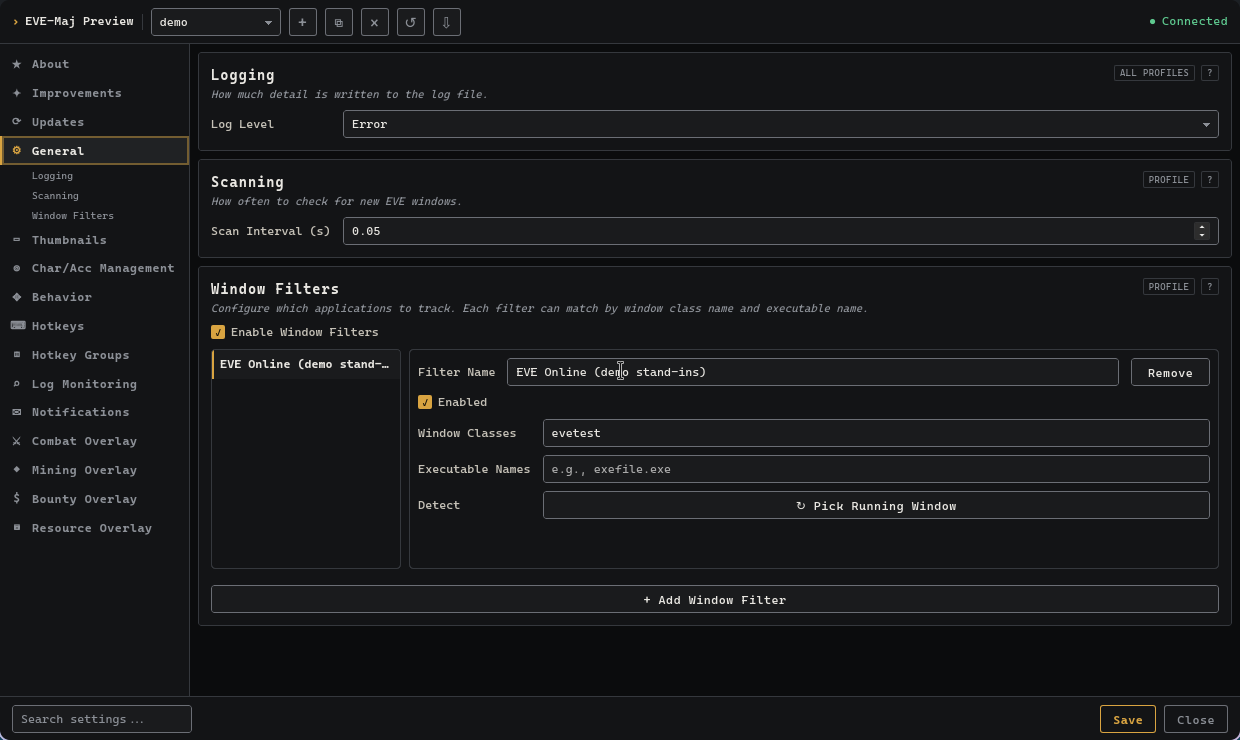 › EVE-Maj Preview demo + ⧉ × ↺ ⇩ ● Connected
★ About
✦ Improvements
⟳ Updates
⚙ General
Logging
Scanning
Window Filters
Thumbnails
Char/Acc Management
Behavior
Hotkeys
Hotkey Groups
Log Monitoring
Notifications
Combat Overlay
Mining Overlay
$ Bounty Overlay
Resource Overlay
Logging ALL PROFILES ?
How much detail is written to the log file.
Log Level Error
Scanning PROFILE ?
How often to check for new EVE windows.
Scan Interval (s) 0.05
Window Filters PROFILE ?
Configure which applications to track. Each filter can match by window class name and executable name.
✓ Enable Window Filters
EVE Online (demo stand-…
Filter Name EVE Online (demo stand-ins) Remove
✓ Enabled
Window Classes evetest
Executable Names e.g., exefile.exe
Detect ↻ Pick Running Window
+ Add Window Filter
Search settings... Save Close